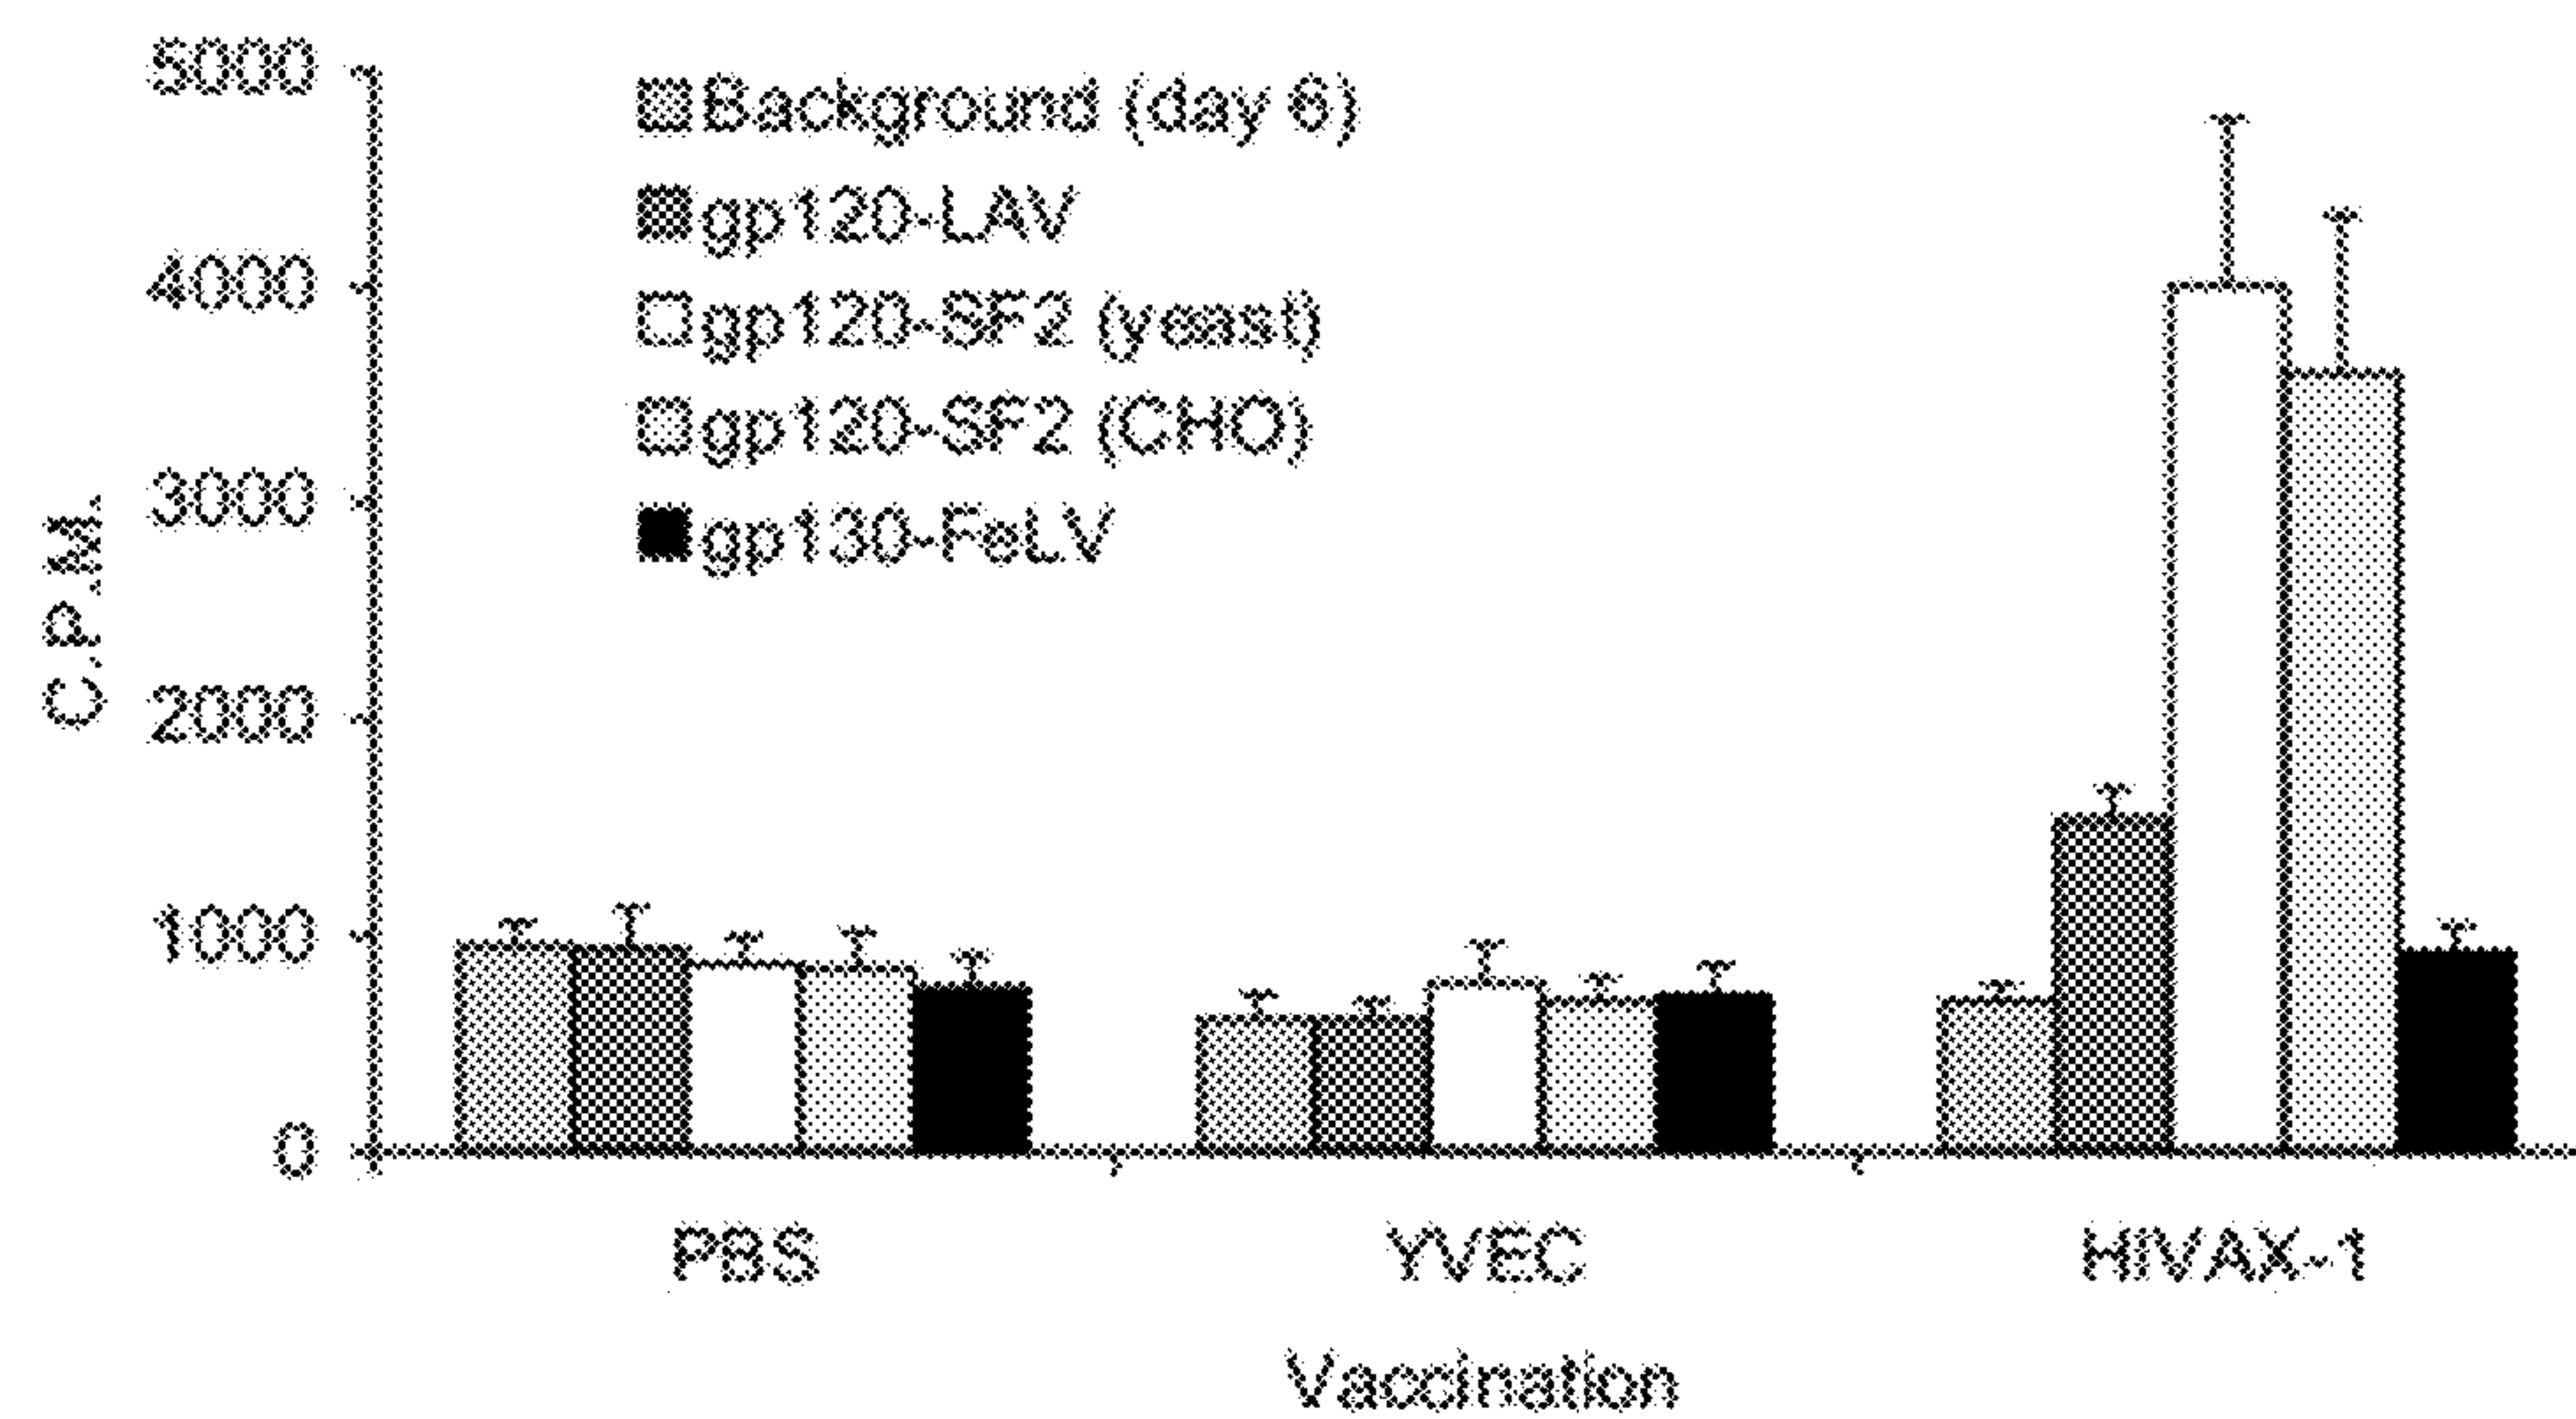 5000
4000
3000
2000
1000
0
C.P.M.
Background (day 6)
gp120-LAV
gp120-SF2 (yeast)
gp120-SF2 (CHO)
gp130-FeLV
PBS
YVEC
HIVAX-1
Vaccination